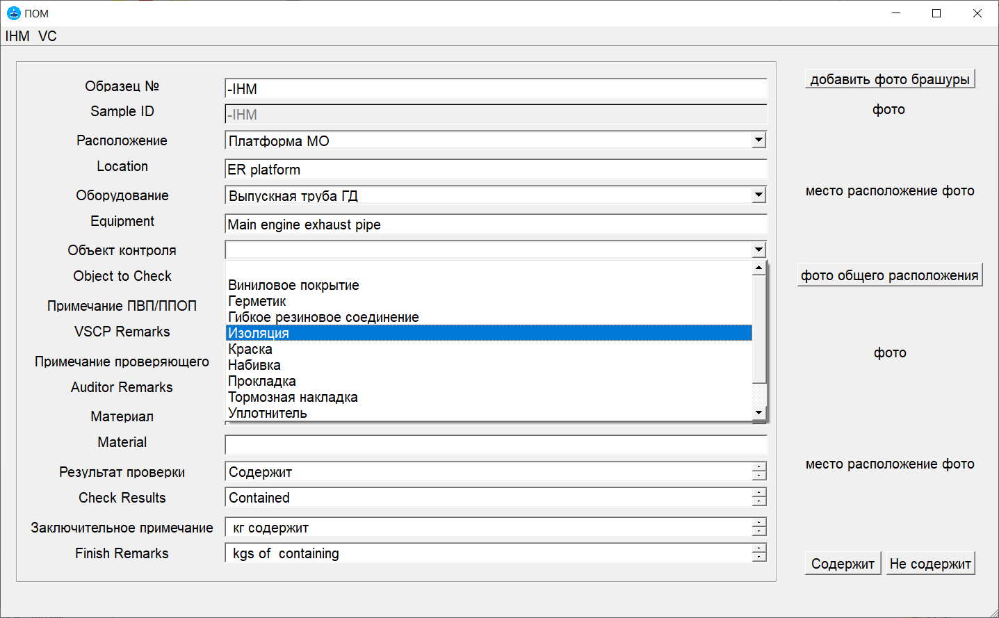 ПОМ
IHM VC
Образец №
-IHM
Sample ID
-IHM
Расположение
Платформа МО
Location
ER platform
Оборудование
Выпускная труба ГД
Equipment
Main engine exhaust pipe
Объект контроля
Object to Check
Виниловое покрытие
Герметик
Гибкое резиновое соединение
Изоляция
Краска
Набивка
Прокладка
Тормозная накладка
Уплотнитель
Примечание ПВП/ППОП
VSCP Remarks
Примечание проверяющего
Auditor Remarks
Материал
Material
Результат проверки
Содержит
Check Results
Contained
Заключительное примечание
кг содержит
Finish Remarks
kgs of  containing
добавить фото брашуры
фото
место расположение фото
фото общего расположения
фото
место расположение фото
Содержит
Не содержит